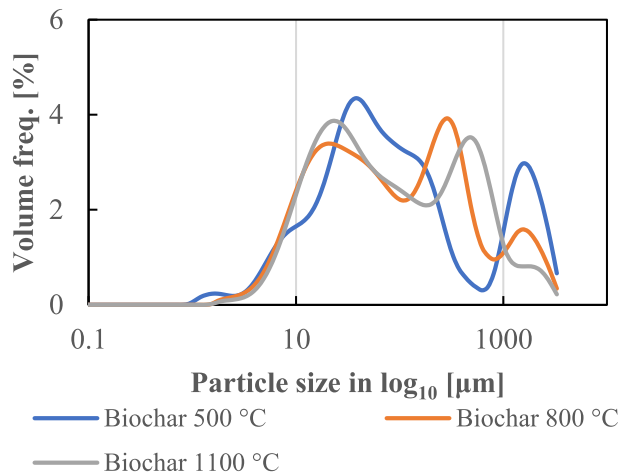 6
4
2
0
Volume freq. [%]
0.1 10 1000
Particle size in log₁₀ [µm]
Biochar 500 °C Biochar 800 °C
Biochar 1100 °C